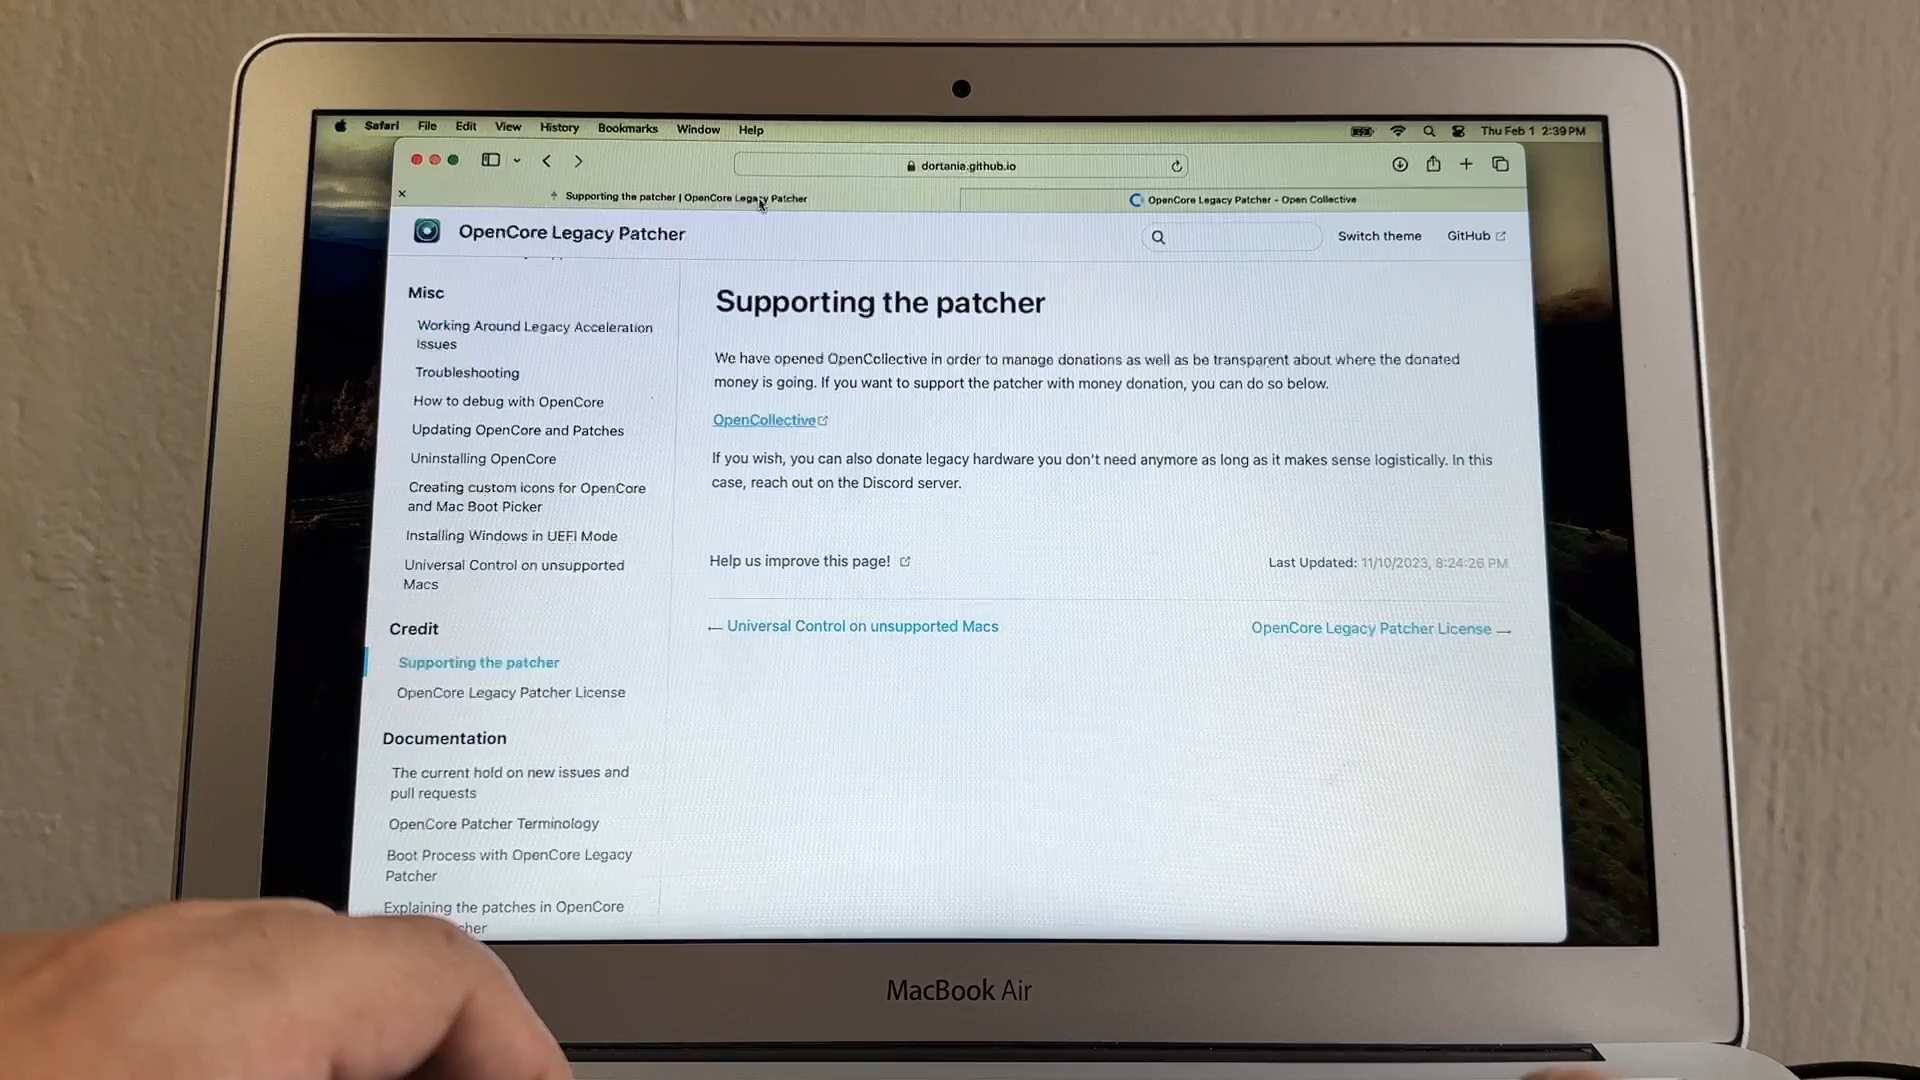 Safari File Edit View History Bookmarks Window Help Thu Feb 1 2:39 PM
dortania.github.io
Supporting the patcher | OpenCore Legacy Patcher
OpenCore Legacy Patcher - Open Collective
OpenCore Legacy Patcher
Switch theme GitHub
Misc
Working Around Legacy Acceleration
Issues
Troubleshooting
How to debug with OpenCore
Updating OpenCore and Patches
Uninstalling OpenCore
Creating custom icons for OpenCore
and Mac Boot Picker
Installing Windows in UEFI Mode
Universal Control on unsupported
Macs
Credit
Supporting the patcher
OpenCore Legacy Patcher License
Documentation
The current hold on new issues and
pull requests
OpenCore Patcher Terminology
Boot Process with OpenCore Legacy
Patcher
Explaining the patches in OpenCore
cher
Supporting the patcher
We have opened OpenCollective in order to manage donations as well as be transparent about where the donated
money is going. If you want to support the patcher with money donation, you can do so below.
OpenCollective
If you wish, you can also donate legacy hardware you don't need anymore as long as it makes sense logistically. In this
case, reach out on the Discord server.
Help us improve this page!
Last Updated: 11/10/2023, 8:24:26 PM
← Universal Control on unsupported Macs
OpenCore Legacy Patcher License →
MacBook Air